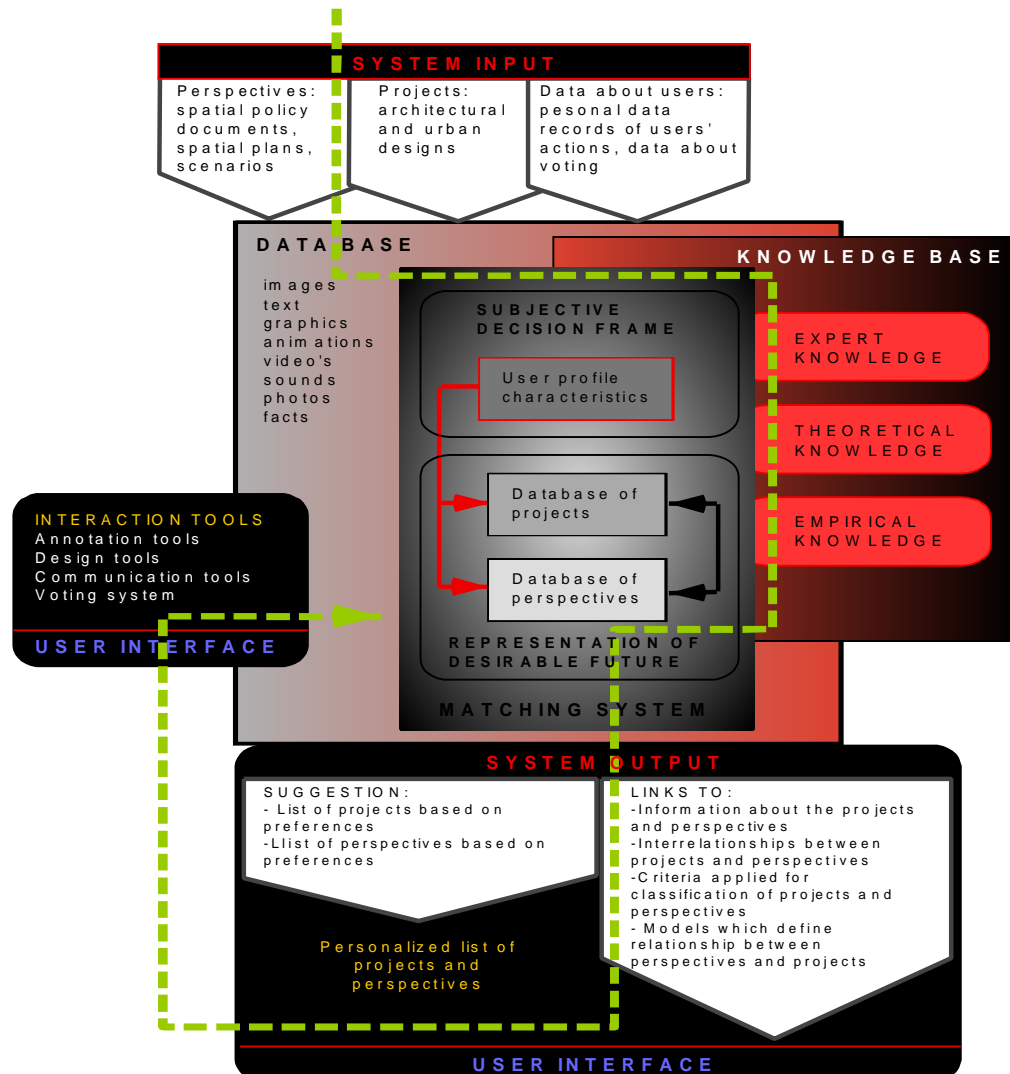 SYSTEM INPUT
Perspectives:
spatial policy
documents,
spatial plans,
scenarios
Projects:
architectural
and urban
designs
Data about users:
pesonal data
records of users'
actions, data about
voting
DATA BASE
images
text
graphics
animations
video's
sounds
photos
facts
KNOWLEDGE BASE
SUBJECTIVE
DECISION FRAME
User profile
characteristics
EXPERT
KNOWLEDGE
THEORETICAL
KNOWLEDGE
EMPIRICAL
KNOWLEDGE
Database of
projects
Database of
perspectives
REPRESENTATION OF
DESIRABLE FUTURE
MATCHING SYSTEM
INTERACTION TOOLS
Annotation tools
Design tools
Communication tools
Voting system
USER INTERFACE
SYSTEM OUTPUT
SUGGESTION:
- List of projects based on
preferences
-Llist of perspectives based on
preferences
LINKS TO:
-Information about the projects
and perspectives
-Interrelationships between
projects and perspectives
-Criteria applied for
classification of projects and
perspectives
- Models which define
relationship between
perspectives and projects
Personalized list of
projects and
perspectives
USER INTERFACE